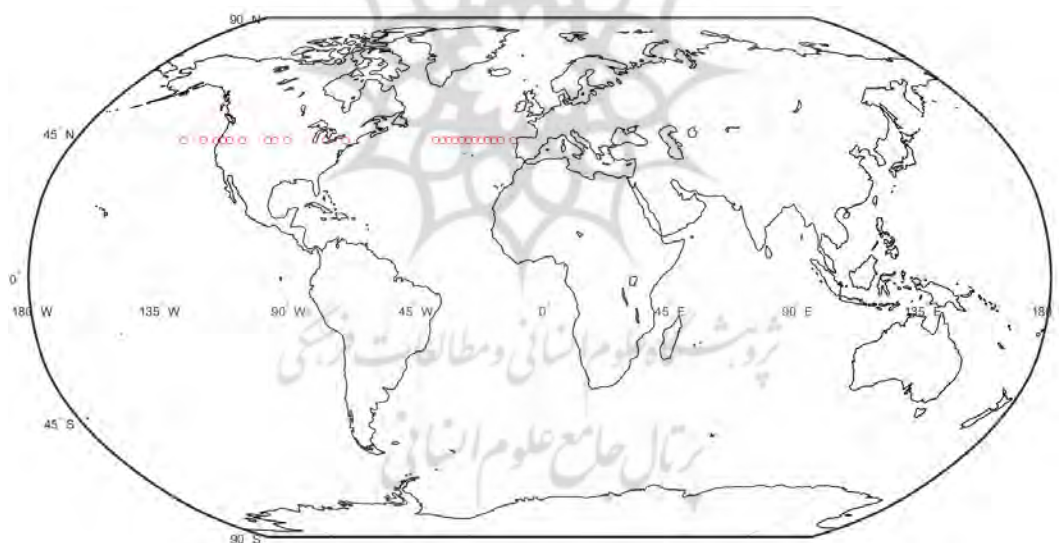 90° N
45° N
0°
180° W 135° W 90° W 45° W 0° 45° E 90° E 135° E 180°
پژوهشگاه علوم انسانی و مطالعات فرهنگی
45° S
پرتال جامع علوم انسانی
90° S